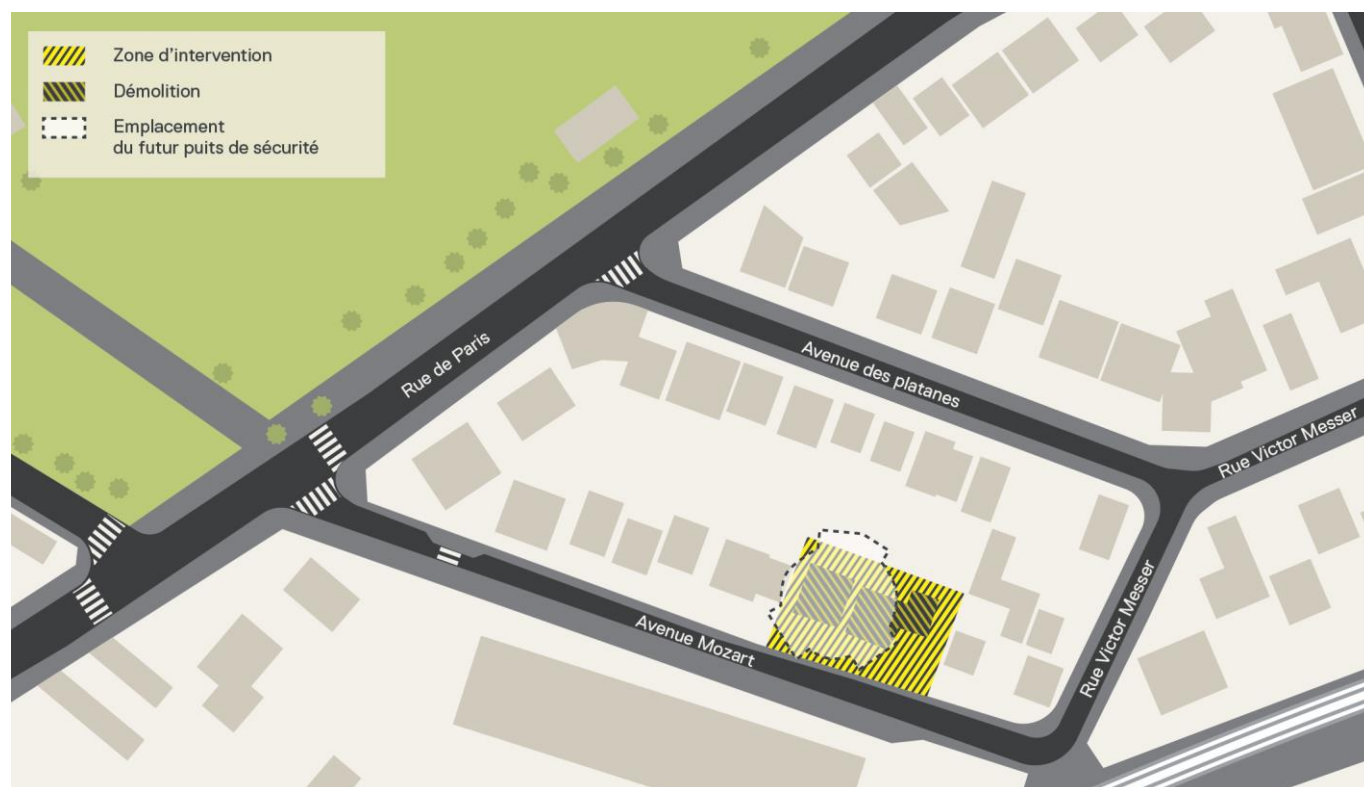 Zone d'intervention
Démolition
Emplacement
du futur puits de sécurité
Rue de Paris
Avenue des platanes
Rue Victor Messer
Rue Victor Messer
Avenue Mozart